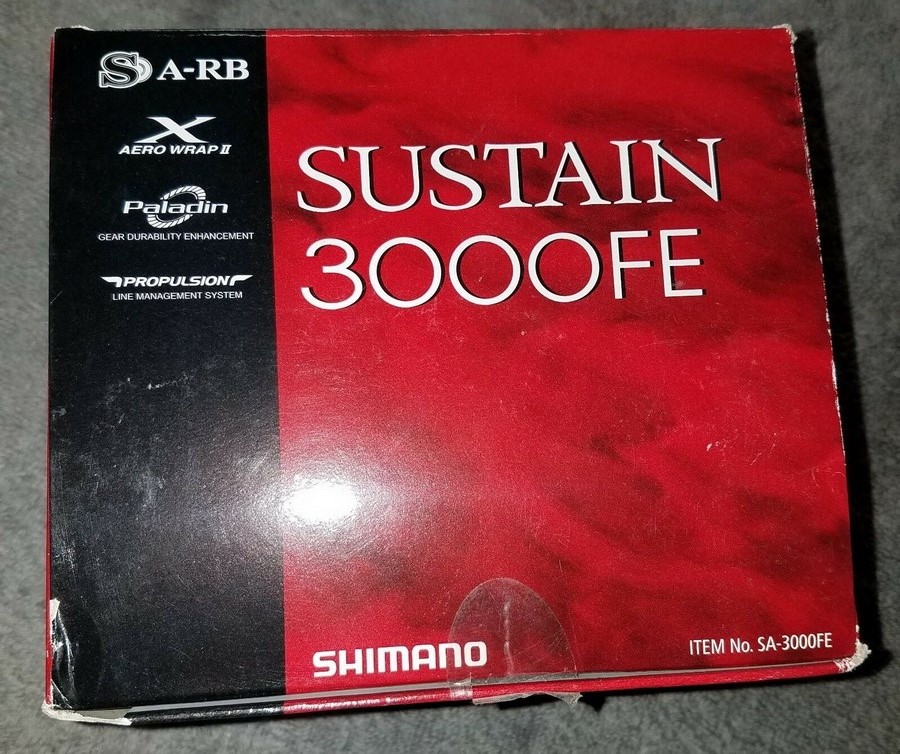 S A-RB
X
AERO WRAP II
Paladin
GEAR DURABILITY ENHANCEMENT
PROPULSION
LINE MANAGEMENT SYSTEM
SUSTAIN
3000FE
SHIMANO
ITEM No. SA-3000FE